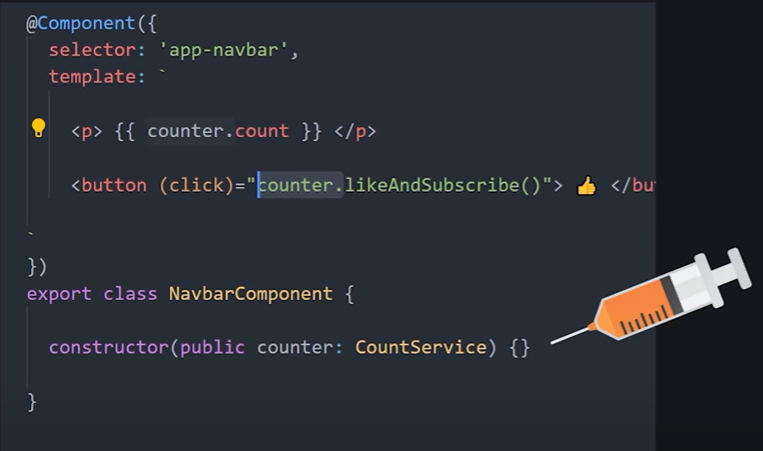 @Component({
selector: 'app-navbar',
template: `
<p> {{ counter.count }} </p>
<button (click)="counter.likeAndSubscribe()"> 👍 </bu
`
})
export class NavbarComponent {
constructor(public counter: CountService) {}
}